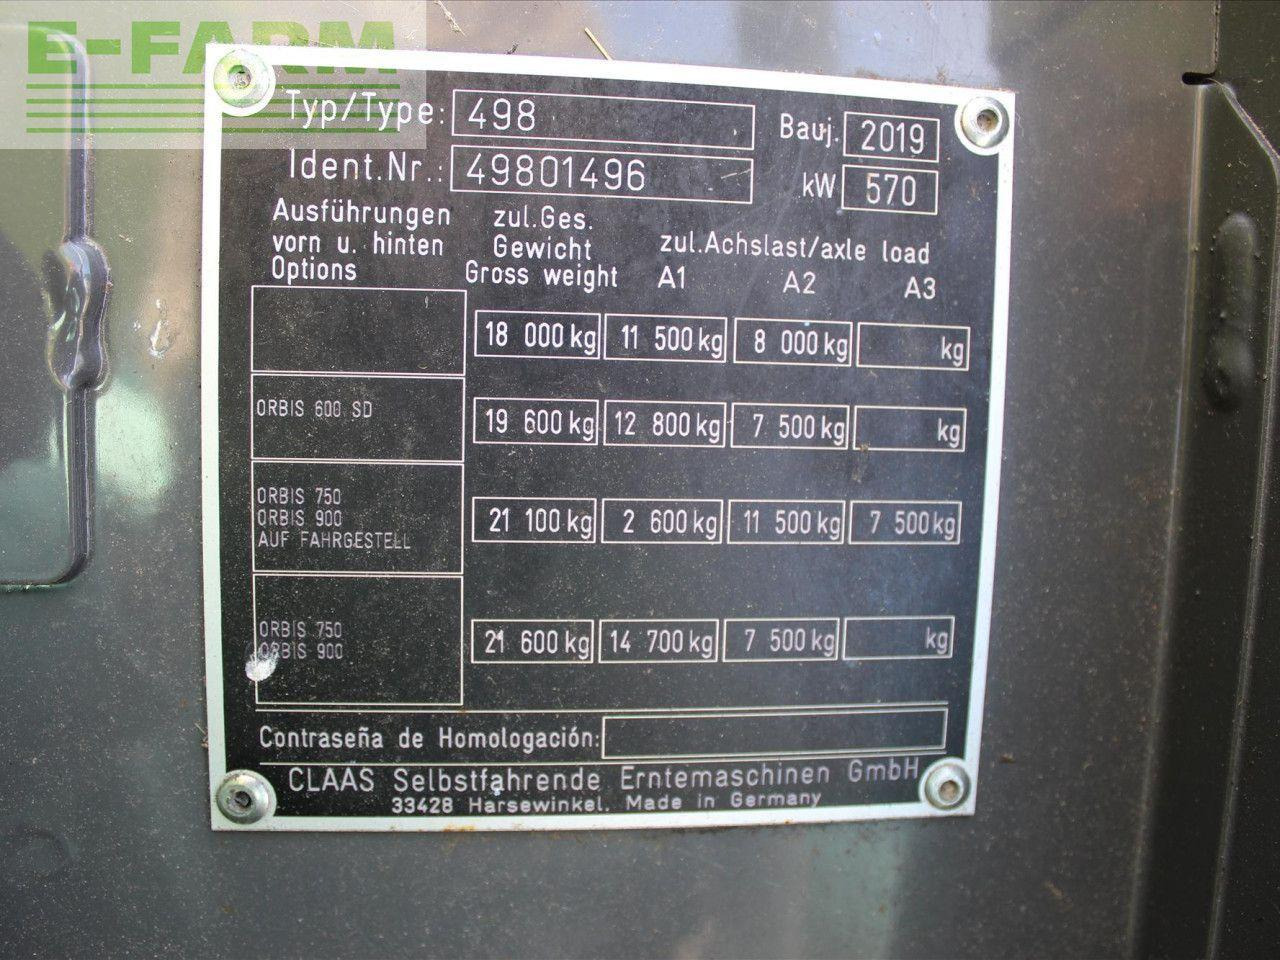 E-FARM
Typ/Type: 498 Bauj. 2019
Ident.Nr.: 49801496 kW 570
Ausführungen vorn u. hinten Options
zul.Ges. Gewicht Gross weight
zul.Achslast/axle load
A1 A2 A3
18 000 kg 11 500 kg 8 000 kg kg
ORBIS 600 SD 19 600 kg 12 800 kg 7 500 kg kg
ORBIS 750
ORBIS 900
AUF FAHRGESTELL
21 100 kg 2 600 kg 11 500 kg 7 500 kg
ORBIS 750
ORBIS 900
21 600 kg 14 700 kg 7 500 kg kg
Contraseña de Homologación:
CLAAS Selbstfahrende Erntemaschinen GmbH
33428 Harsewinkel, Made in Germany